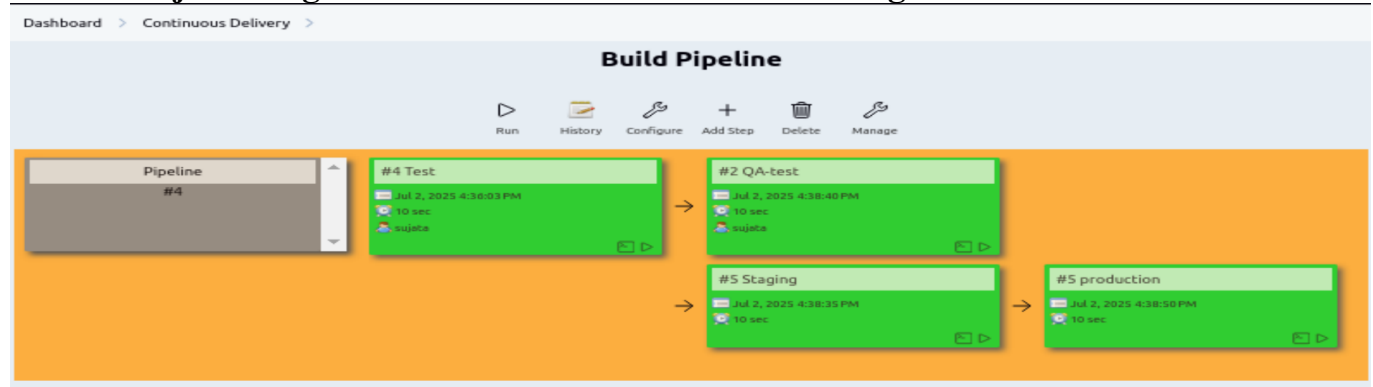 Dashboard > Continuous Delivery >
Build Pipeline
Run History Configure Add Step Delete Manage
Pipeline
#4
#4 Test
Jul 2, 2025 4:36:03 PM
10 sec
sujata
#2 QA-test
Jul 2, 2025 4:38:40 PM
10 sec
sujata
#5 Staging
Jul 2, 2025 4:38:35 PM
10 sec
#5 production
Jul 2, 2025 4:38:50 PM
10 sec